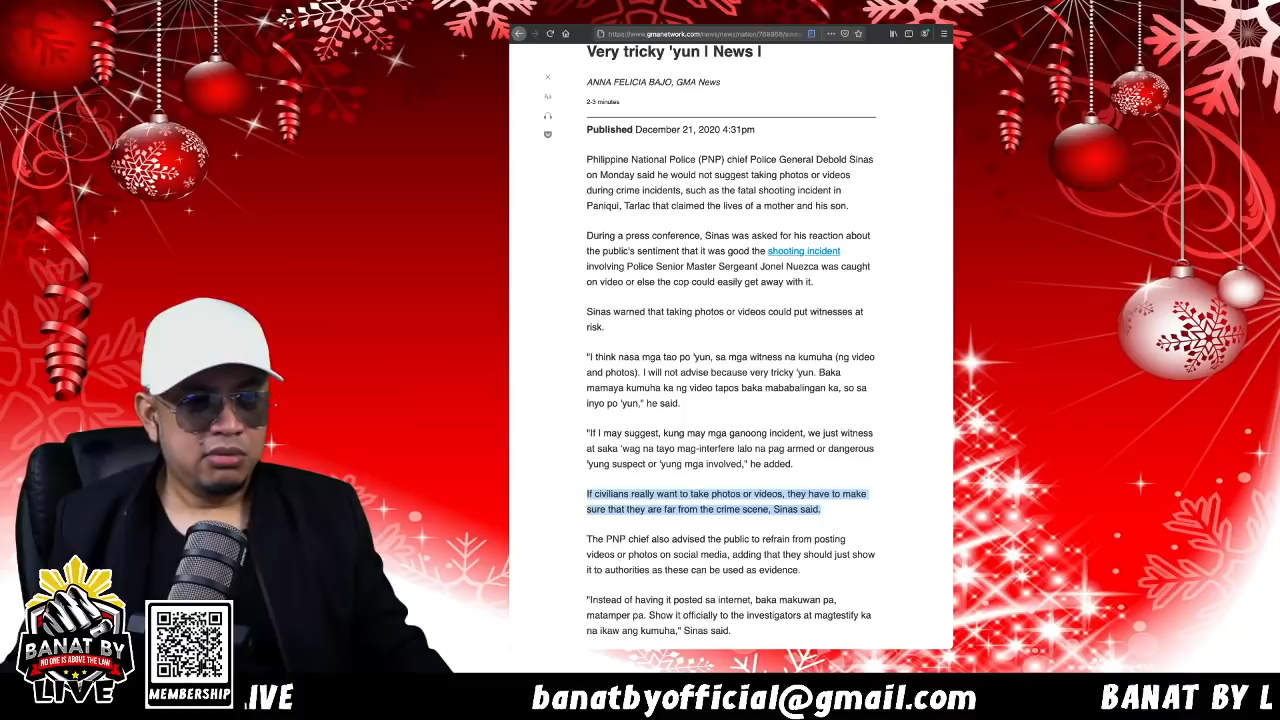 https://www.gmanetwork.com/news/news/nation/768956/sinas
Very tricky 'yun | News |
ANNA FELICIA BAJO, GMA News
Aa
2-3 minutes
Published December 21, 2020 4:31pm
Philippine National Police (PNP) chief Police General Debold Sinas
on Monday said he would not suggest taking photos or videos
during crime incidents, such as the fatal shooting incident in
Paniqui, Tarlac that claimed the lives of a mother and his son.
During a press conference, Sinas was asked for his reaction about
the public's sentiment that it was good the shooting incident
involving Police Senior Master Sergeant Jonel Nuezca was caught
on video or else the cop could easily get away with it.
Sinas warned that taking photos or videos could put witnesses at
risk.
"I think nasa mga tao po 'yun, sa mga witness na kumuha (ng video
and photos). I will not advise because very tricky 'yun. Baka
mamaya kumuha ka ng video tapos baka mababalingan ka, so sa
inyo po 'yun," he said.
"If I may suggest, kung may mga ganoong incident, we just witness
at saka 'wag na tayo mag-interfere lalo na pag armed or dangerous
'yung suspect or 'yung mga involved," he added.
If civilians really want to take photos or videos, they have to make
sure that they are far from the crime scene, Sinas said.
The PNP chief also advised the public to refrain from posting
videos or photos on social media, adding that they should just show
it to authorities as these can be used as evidence.
"Instead of having it posted sa internet, baka makuwan pa,
matamper pa. Show it officially to the investigators at magtestify ka
na ikaw ang kumuha," Sinas said.
BANAT BY
NO ONE IS ABOVE THE LAW
LIVE
MEMBERSHIP
LIVE
banatbyofficial@gmail.com
BANAT BY L